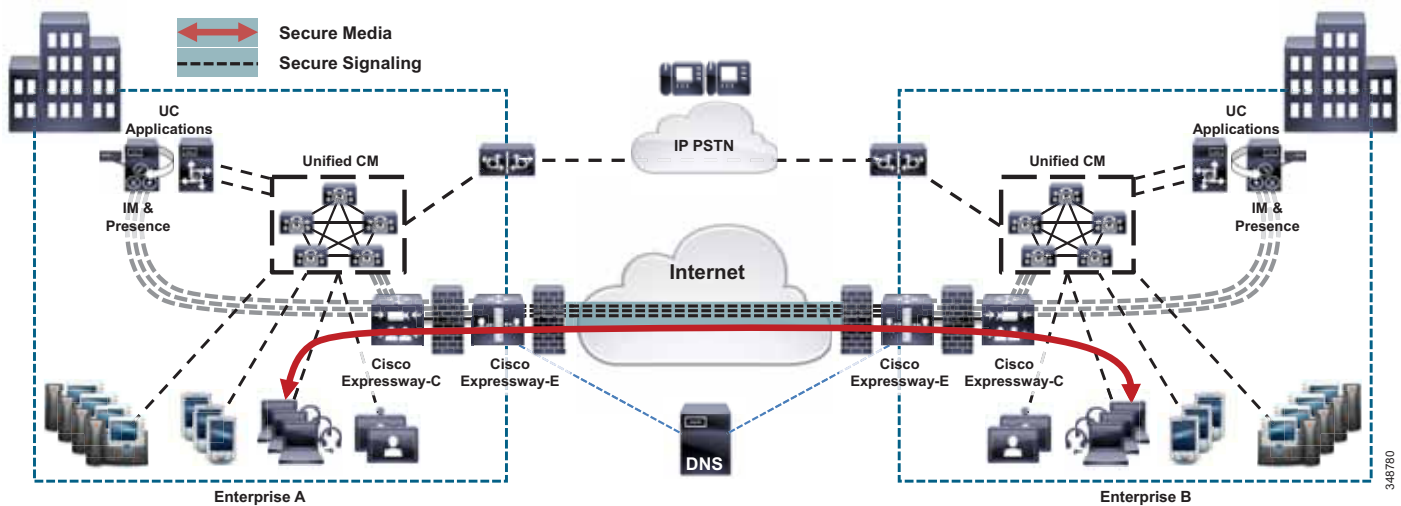 Secure Media
Secure Signaling
UC
Applications
Unified CM
IM &
Presence
IP PSTN
Internet
UC
Applications
Unified CM
IM &
Presence
Cisco
Expressway-C
Cisco
Expressway-E
Cisco
Expressway-E
Cisco
Expressway-C
DNS
Enterprise A
Enterprise B
348780